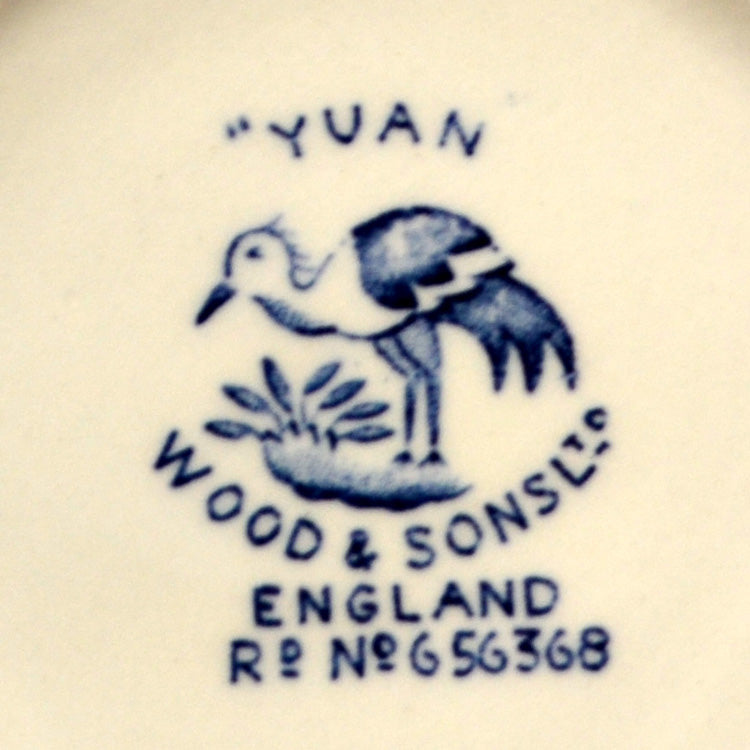 "YUAN
WOOD & SONS LTD
ENGLAND
RD NO 656368